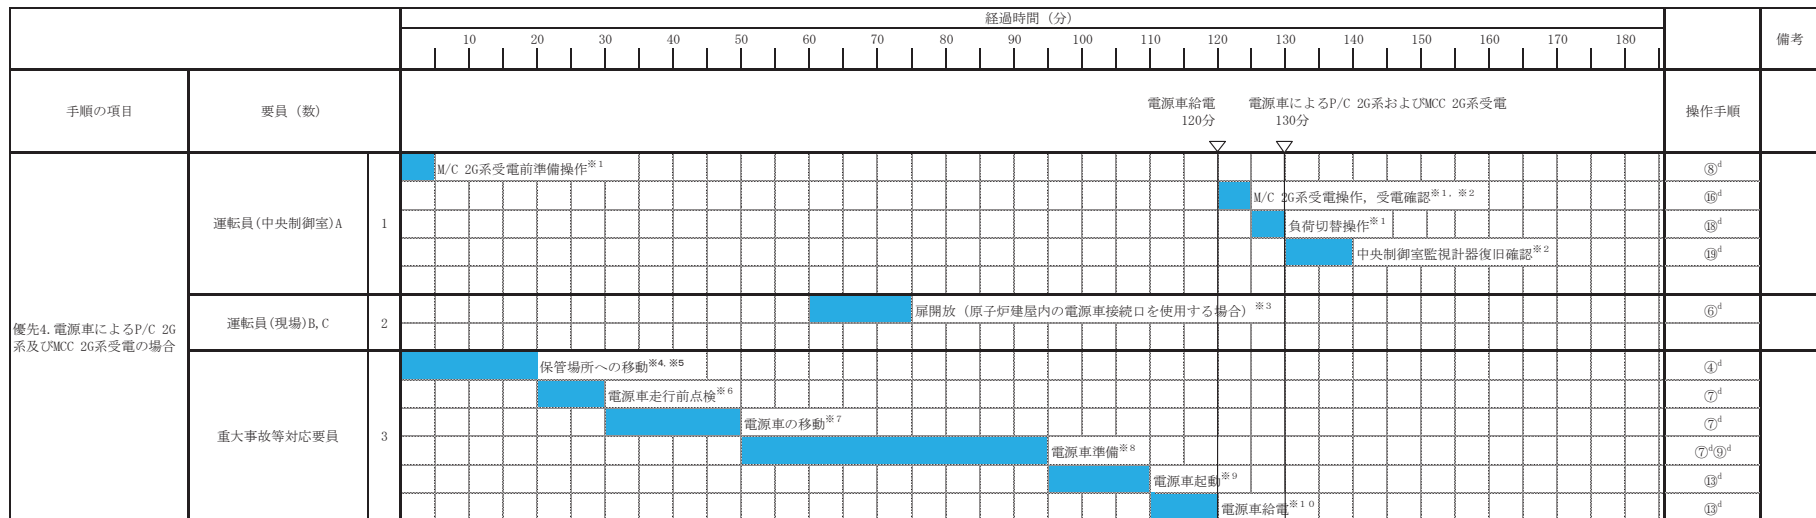 経過時間（分）
備考
10 20 30 40 50 60 70 80 90 100 110 120 130 140 150 160 170 180
手順の項目
要員（数）
電源車給電
120分
電源車によるP/C 2G系およびMCC 2G系受電
130分
操作手順
優先4.電源車によるP/C 2G
系及びMCC 2G系受電の場合
運転員(中央制御室)A
1
M/C 2G系受電前準備操作※1
⑧d
M/C 2G系受電操作，受電確認※1，※2
⑯d
負荷切替操作※1
⑱d
中央制御室監視計器復旧確認※2
⑲d
運転員(現場)B,C
2
扉開放（原子炉建屋内の電源車接続口を使用する場合）※3
⑥d
重大事故等対応要員
3
保管場所への移動※4，※5
④d
電源車走行前点検※6
⑦d
電源車の移動※7
⑦d
電源車準備※8
⑦d⑨d
電源車起動※9
⑬d
電源車給電※10
⑬d